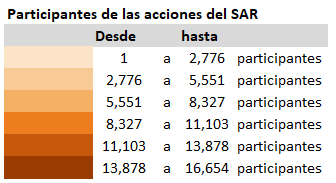 Participantes de las acciones del SAR
Desde hasta
1 a 2,776 participantes
2,776 a 5,551 participantes
5,551 a 8,327 participantes
8,327 a 11,103 participantes
11,103 a 13,878 participantes
13,878 a 16,654 participantes